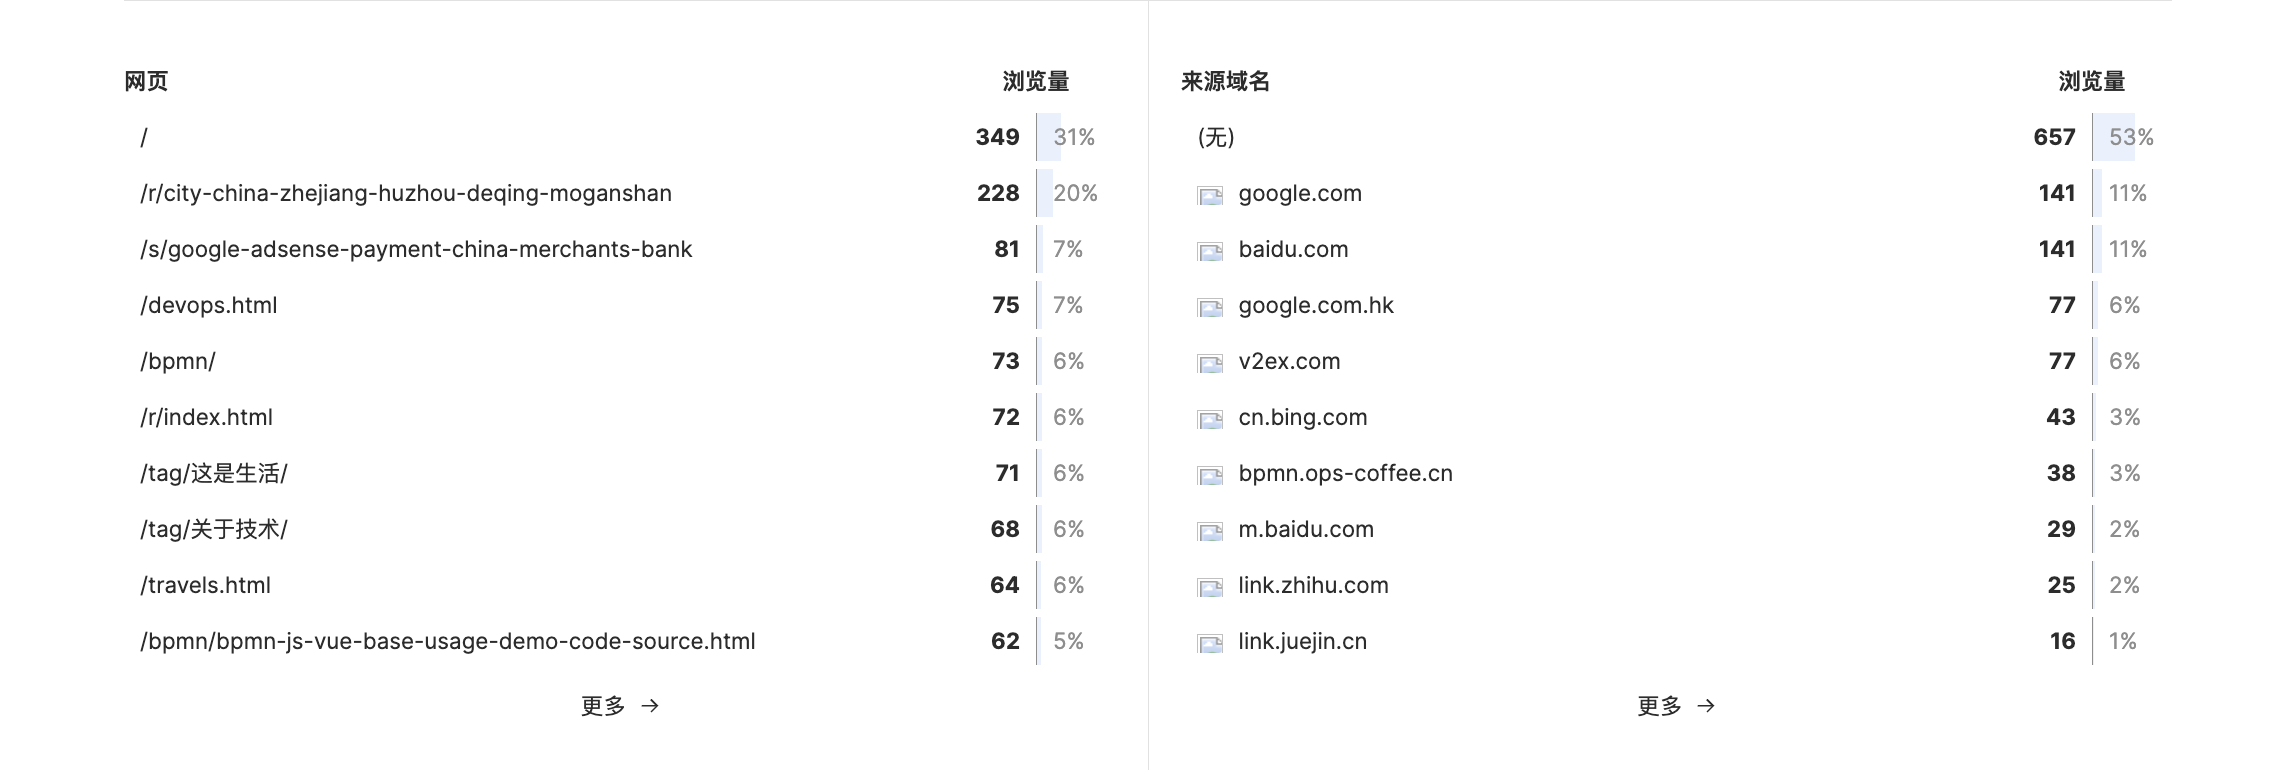 网页 浏览量
/ 349 31%
/r/city-china-zhejiang-huzhou-deqing-moganshan 228 20%
/s/google-adsense-payment-china-merchants-bank 81 7%
/devops.html 75 7%
/bpmn/ 73 6%
/r/index.html 72 6%
/tag/这是生活/ 71 6%
/tag/关于技术/ 68 6%
/travels.html 64 6%
/bpmn/bpmn-js-vue-base-usage-demo-code-source.html 62 5%
更多 →
来源域名 浏览量
(无) 657 53%
google.com 141 11%
baidu.com 141 11%
google.com.hk 77 6%
v2ex.com 77 6%
cn.bing.com 43 3%
bpmn.ops-coffee.cn 38 3%
m.baidu.com 29 2%
link.zhihu.com 25 2%
link.juejin.cn 16 1%
更多 →